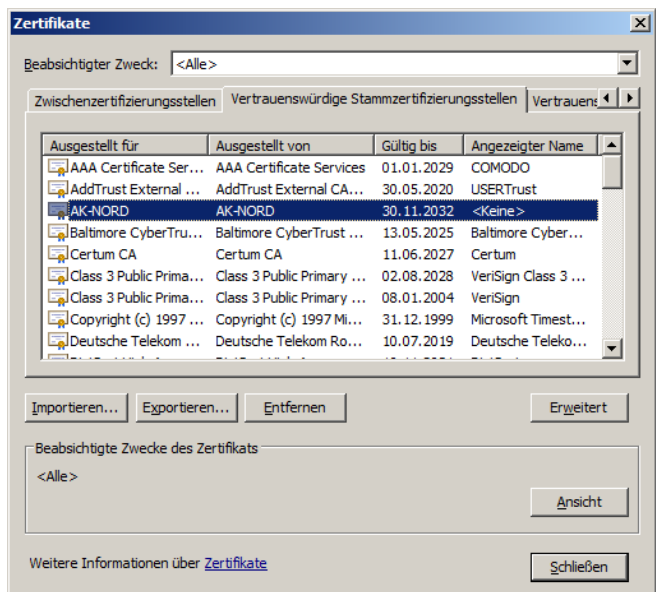 Zertifikate
Beabsichtigter Zweck: <Alle>
Zwischenzertifizierungsstellen Vertrauenswürdige Stammzertifizierungsstellen Vertrauens
Ausgestellt für Ausgestellt von Gültig bis Angezeigter Name
AAA Certificate Ser... AAA Certificate Services 01.01.2029 COMODO
AddTrust External ... AddTrust External CA... 30.05.2020 USERTrust
AK-NORD AK-NORD 30.11.2032 <Keine>
Baltimore CyberTru... Baltimore CyberTrust ... 13.05.2025 Baltimore Cyber...
Certum CA Certum CA 11.06.2027 Certum
Class 3 Public Prima... Class 3 Public Primary ... 02.08.2028 VeriSign Class 3 ...
Class 3 Public Prima... Class 3 Public Primary ... 08.01.2004 VeriSign
Copyright (c) 1997 ... Copyright (c) 1997 Mi... 31.12.1999 Microsoft Timest...
Deutsche Telekom ... Deutsche Telekom Ro... 10.07.2019 Deutsche Teleko...
Importieren... Exportieren... Entfernen Erweitert
Beabsichtigte Zwecke des Zertifikats
<Alle>
Ansicht
Weitere Informationen über Zertifikate
Schließen